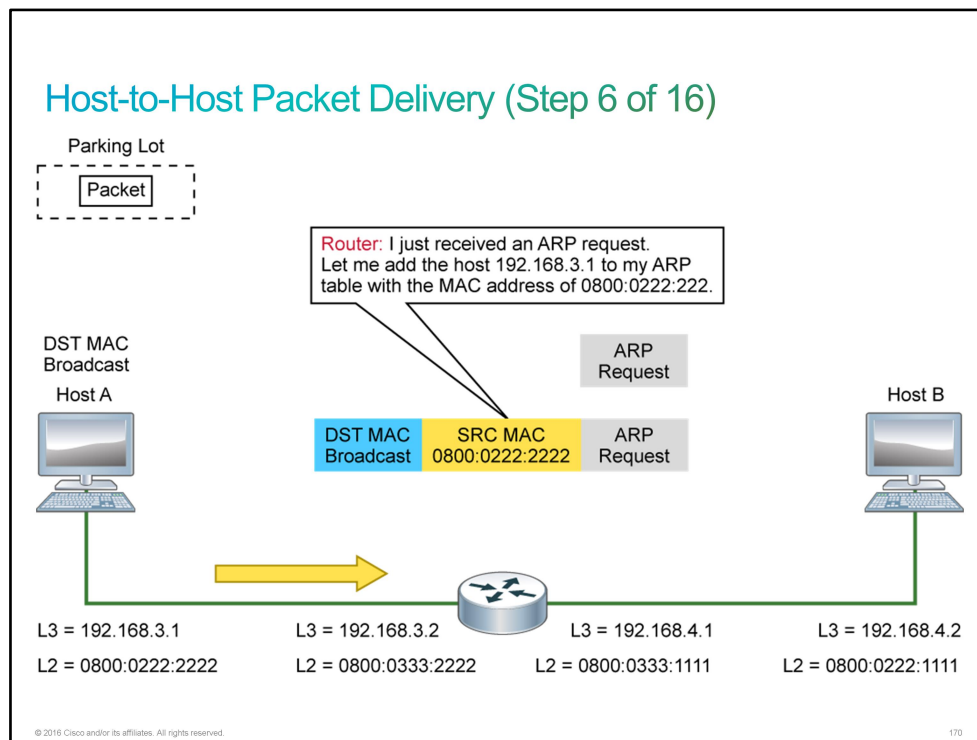 Host-to-Host Packet Delivery (Step 6 of 16)
Parking Lot
Packet
Router: I just received an ARP request.
Let me add the host 192.168.3.1 to my ARP
table with the MAC address of 0800:0222:222.
DST MAC
Broadcast
Host A
ARP
Request
Host B
DST MAC
Broadcast
SRC MAC
0800:0222:2222
ARP
Request
L3 = 192.168.3.1
L2 = 0800:0222:2222
L3 = 192.168.3.2
L2 = 0800:0333:2222
L3 = 192.168.4.1
L2 = 0800:0333:1111
L3 = 192.168.4.2
L2 = 0800:0222:1111
© 2016 Cisco and/or its affiliates. All rights reserved.
170